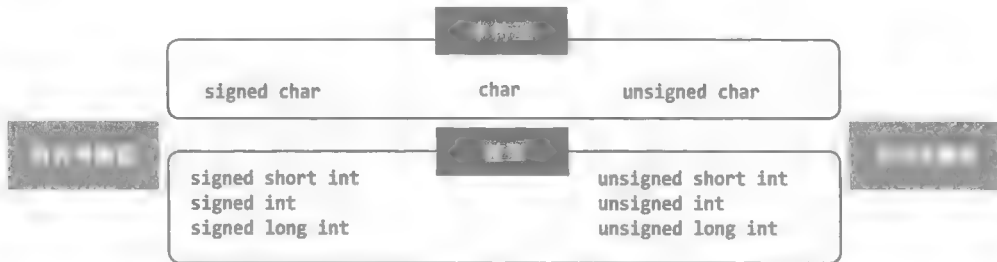 signed char char unsigned char
signed short int unsigned short int
signed int unsigned int
signed long int unsigned long int